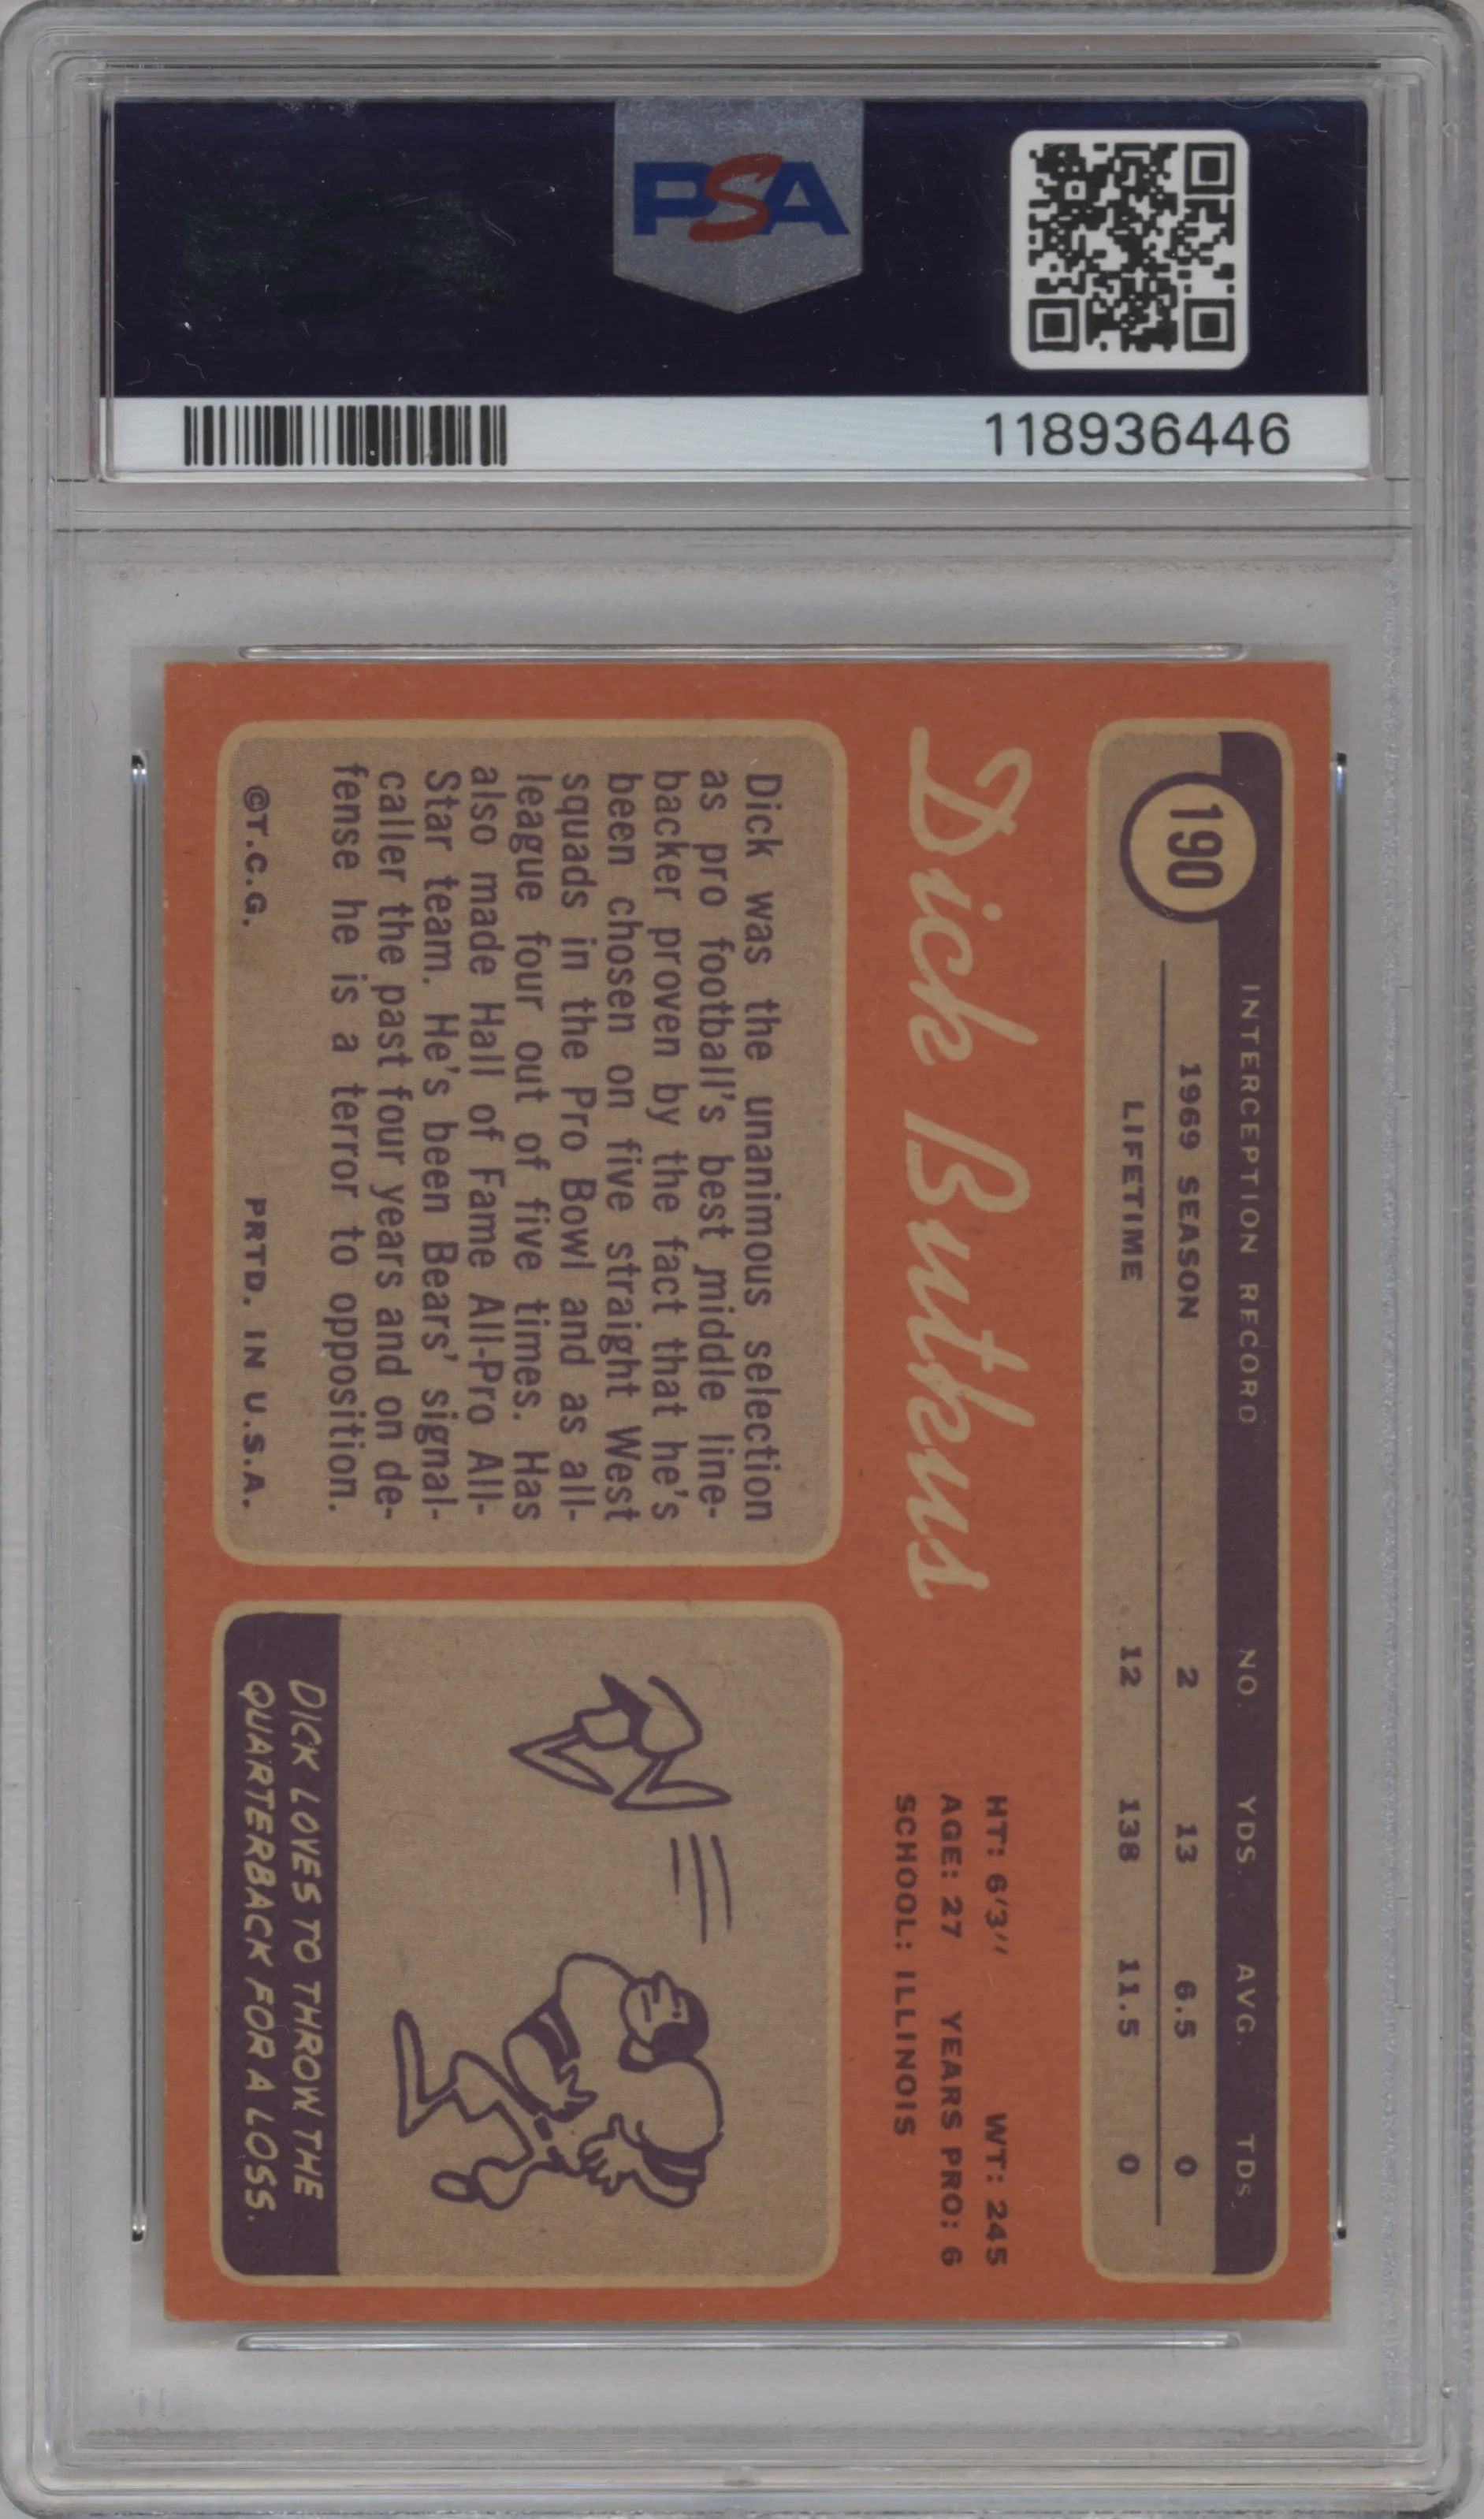 PSA
118936446
190
INTERCEPTION RECORD NO. YDS. AVG. TDS.
1969 SEASON 2 13 6.5 0
LIFETIME 12 138 11.5 0
Dick Butkus
HT: 6'3" WT: 245
AGE: 27 YEARS PRO: 6
SCHOOL: ILLINOIS
Dick was the unanimous selection
as pro football's best middle line-
backer proven by the fact that he's
been chosen on five straight West
squads in the Pro Bowl and as all-
league four out of five times. Has
also made Hall of Fame All-Pro All-
Star team. He's been Bears' signal-
caller the past four years and on de-
fense he is a terror to opposition.
©T.C.G. PRTD. IN U.S.A.
DICK LOVES TO THROW THE
QUARTERBACK FOR A LOSS.